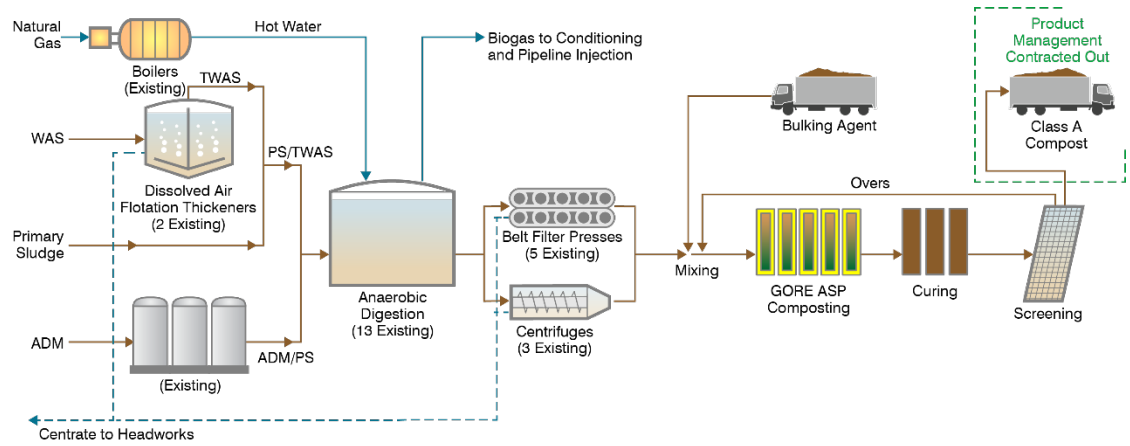 Natural
Gas
Hot Water
Boilers
(Existing)
TWAS
WAS
PS/TWAS
Dissolved Air
Flotation Thickeners
(2 Existing)
Primary
Sludge
ADM
(Existing)
ADM/PS
Centrate to Headworks
Biogas to Conditioning
and Pipeline Injection
Anaerobic
Digestion
(13 Existing)
Belt Filter Presses
(5 Existing)
Centrifuges
(3 Existing)
Bulking Agent
Mixing
Overs
GORE ASP
Composting
Curing
Screening
Product
Management
Contracted Out
Class A
Compost